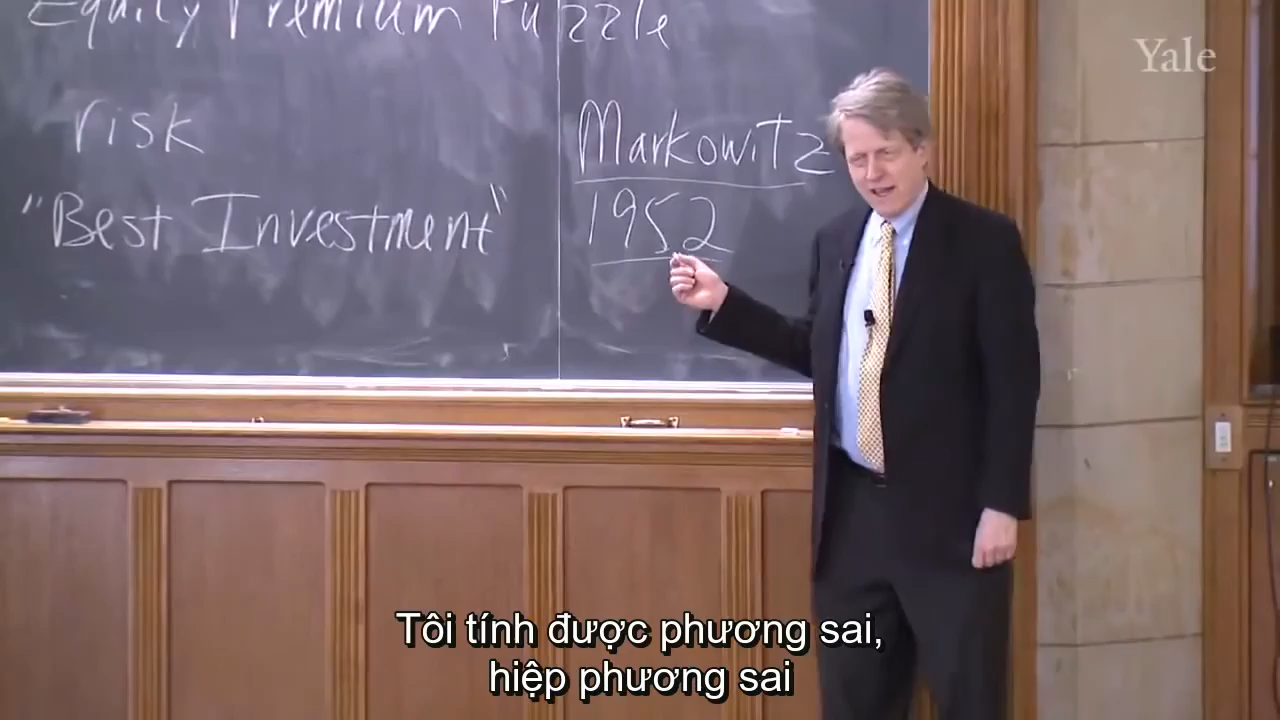 Equity Premium Puzzle
Yale
risk
Markowitz
"Best Investment"
1952
Tôi tính được phương sai,
hiệp phương sai